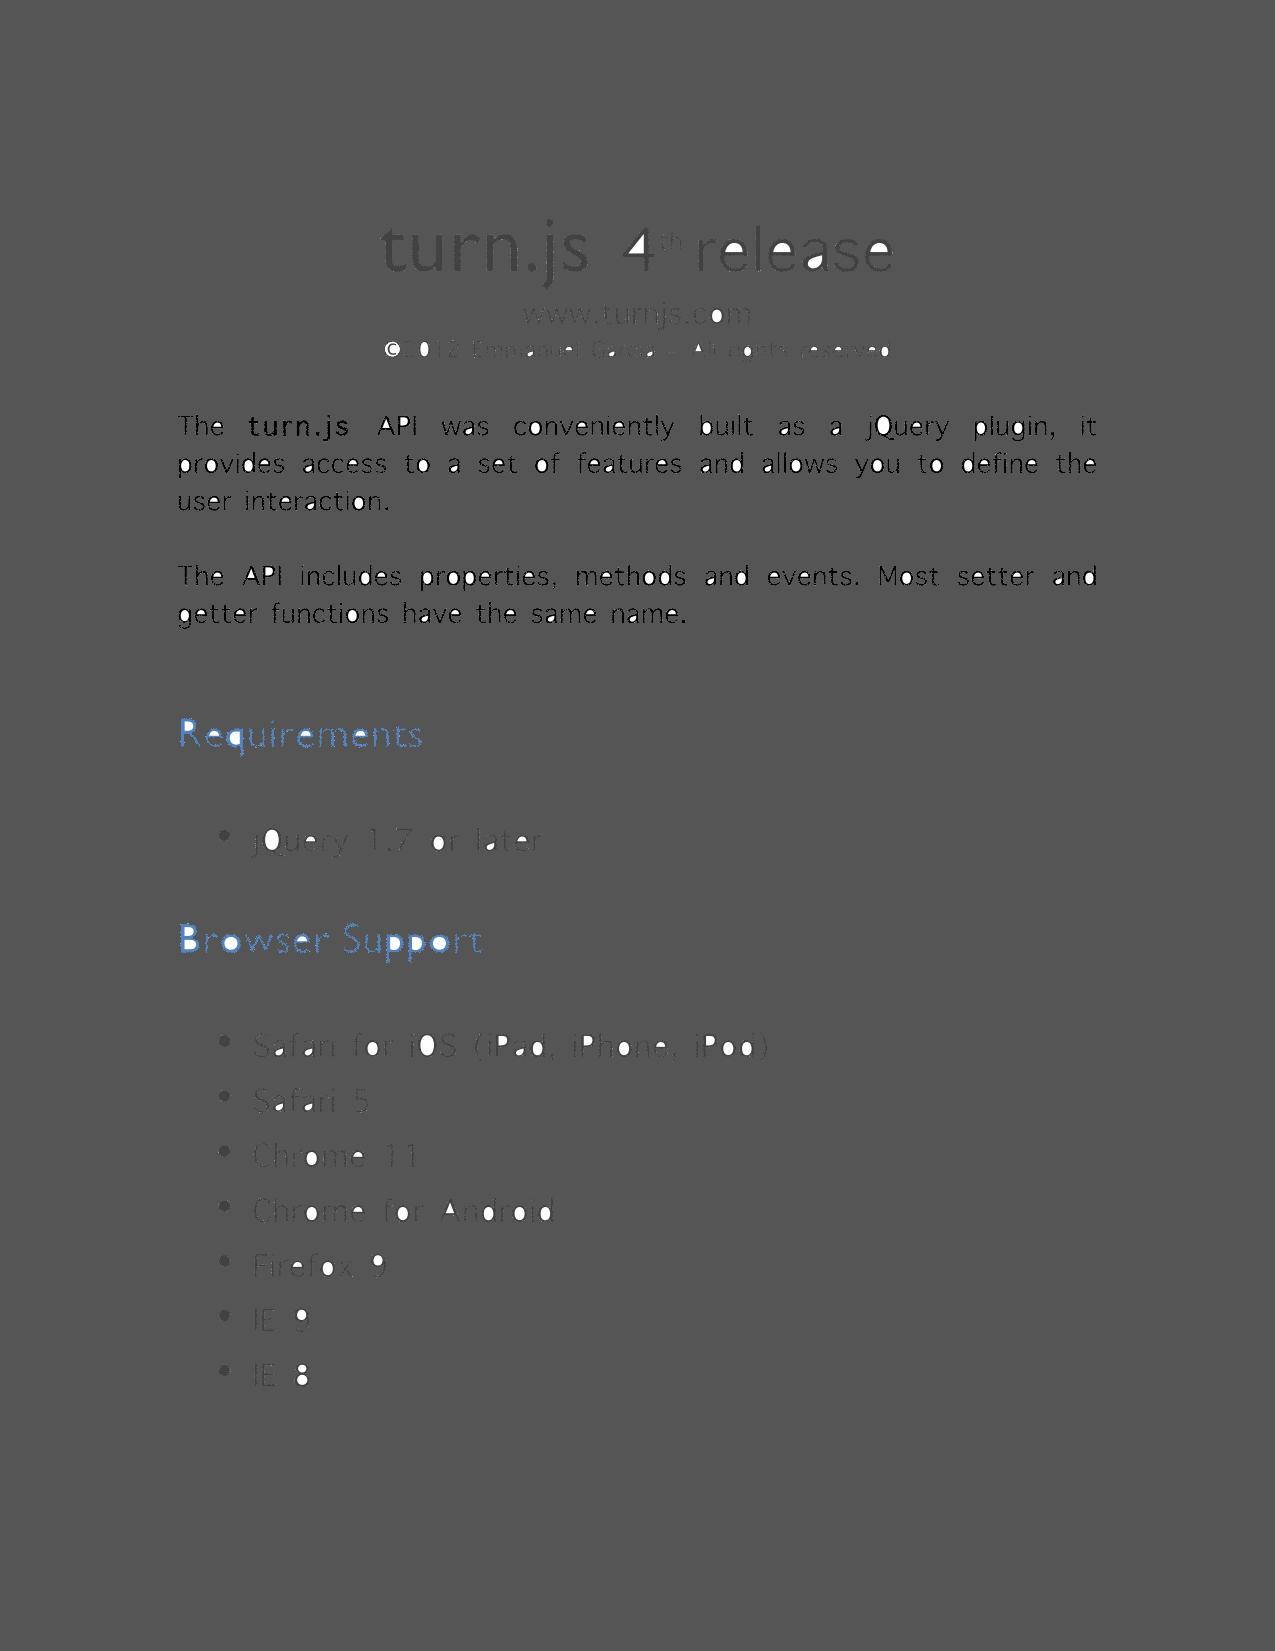 turn.js 4th release
www.turnjs.com
©2012 Emmanuel Garcia - All rights reserved
The turn.js API was conveniently built as a jQuery plugin, it
provides access to a set of features and allows you to define the
user interaction.
The API includes properties, methods and events. Most setter and
getter functions have the same name.
Requirements
• jQuery 1.7 or later
Browser Support
• Safari for iOS (iPad, iPhone, iPod)
• Safari 5
• Chrome 11
• Chrome for Android
• Firefox 9
• IE 9
• IE 8